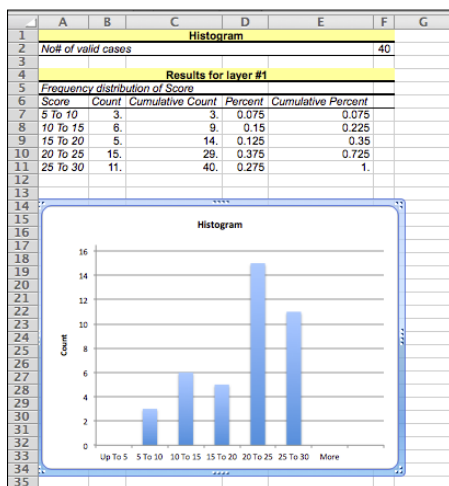 A B C D E F G
1 Histogram
2 No# of valid cases 40
3
4 Results for layer #1
5 Frequency distribution of Score
6 Score Count Cumulative Count Percent Cumulative Percent
7 5 To 10 3. 3. 0.075 0.075
8 10 To 15 6. 9. 0.15 0.225
9 15 To 20 5. 14. 0.125 0.35
10 20 To 25 15. 29. 0.375 0.725
11 25 To 30 11. 40. 0.275 1.
12
13
14
15
16
17
18
19
20
21
22
23
24
25
26
27
28
29
30
31
32
33
34
35
Histogram
16
14
12
10
8
6
4
2
0
Count
Up To 5 5 To 10 10 To 15 15 To 20 20 To 25 25 To 30 More